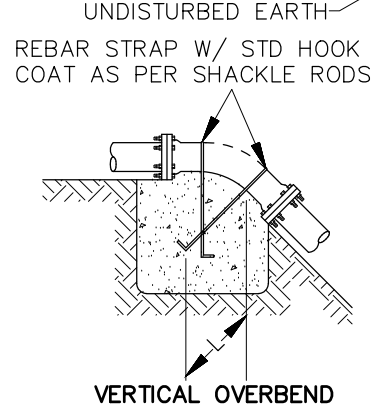 UNDISTURBED EARTH
REBAR STRAP W/ STD HOOK
COAT AS PER SHACKLE RODS
L
VERTICAL OVERBEND